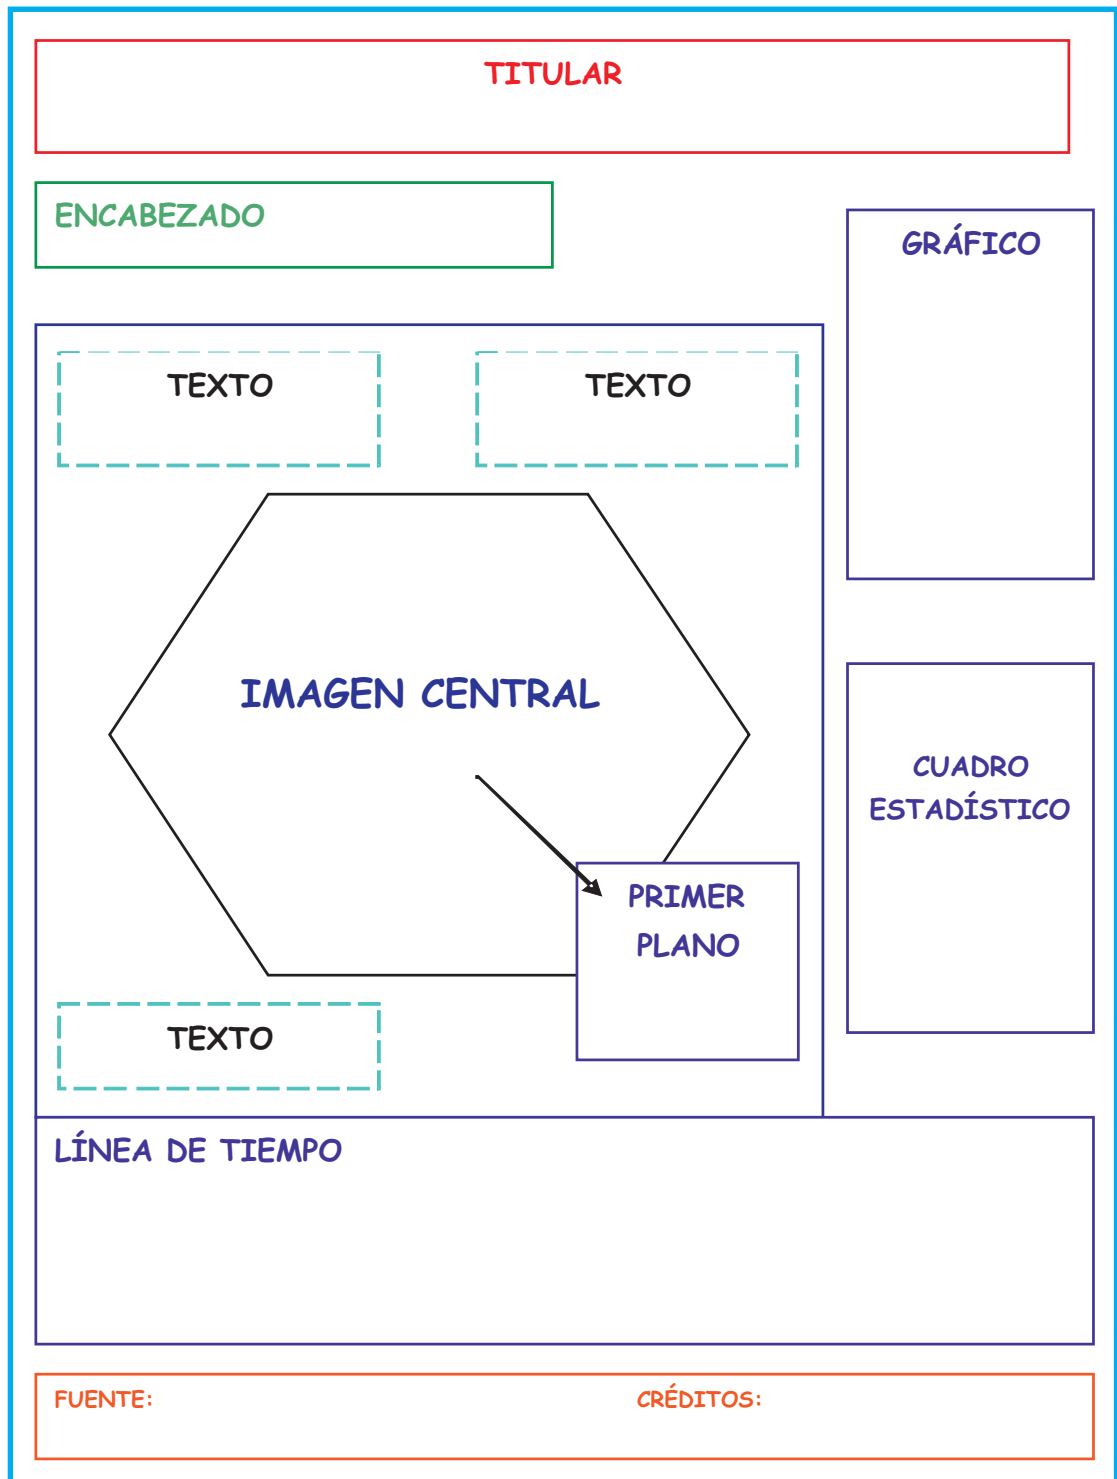 TITULAR
ENCABEZADO
GRÁFICO
TEXTO
TEXTO
IMAGEN CENTRAL
CUADRO
ESTADÍSTICO
PRIMER
PLANO
TEXTO
LÍNEA DE TIEMPO
FUENTE:
CRÉDITOS: